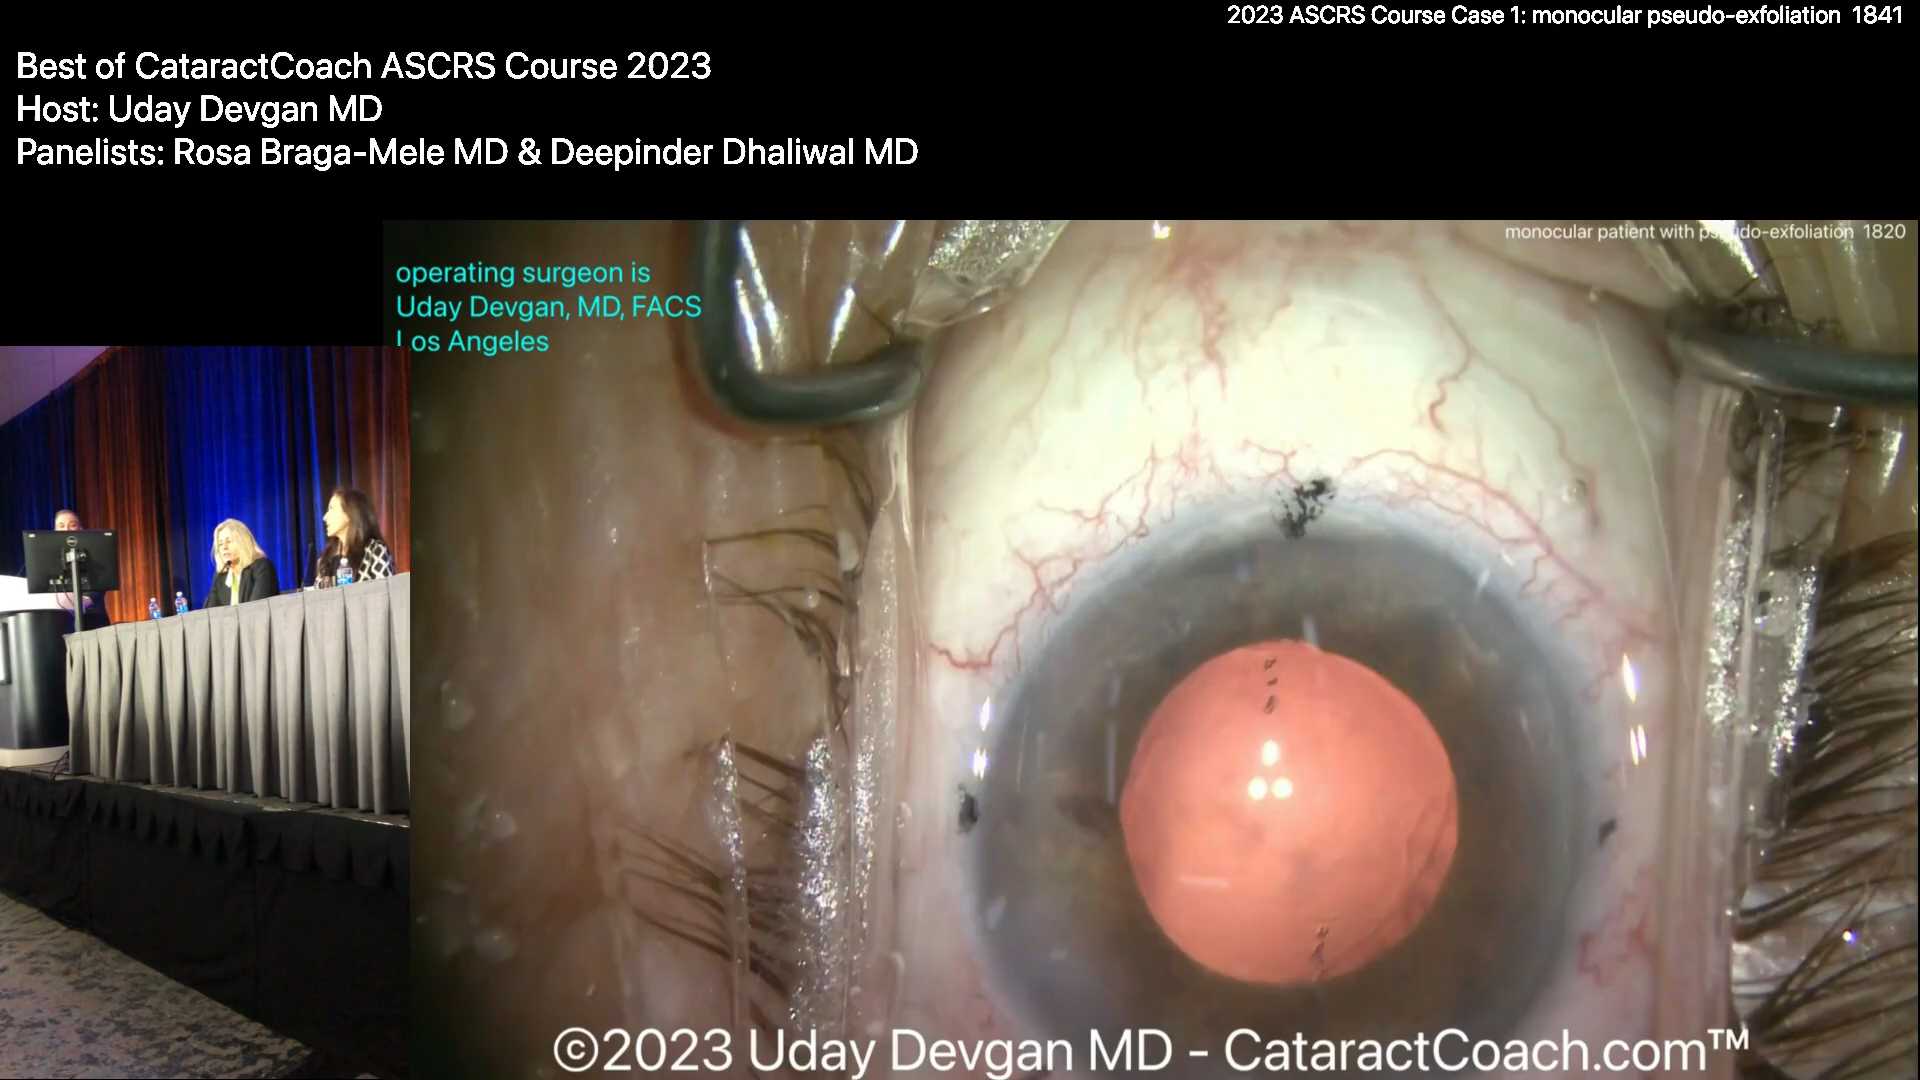 2023 ASCRS Course Case 1: monocular pseudo-exfoliation 1841
Best of CataractCoach ASCRS Course 2023
Host: Uday Devgan MD
Panelists: Rosa Braga-Mele MD & Deepinder Dhaliwal MD
monocular patient with pseudo-exfoliation 1820
operating surgeon is
Uday Devgan, MD, FACS
Los Angeles
©2023 Uday Devgan MD - CataractCoach.com™